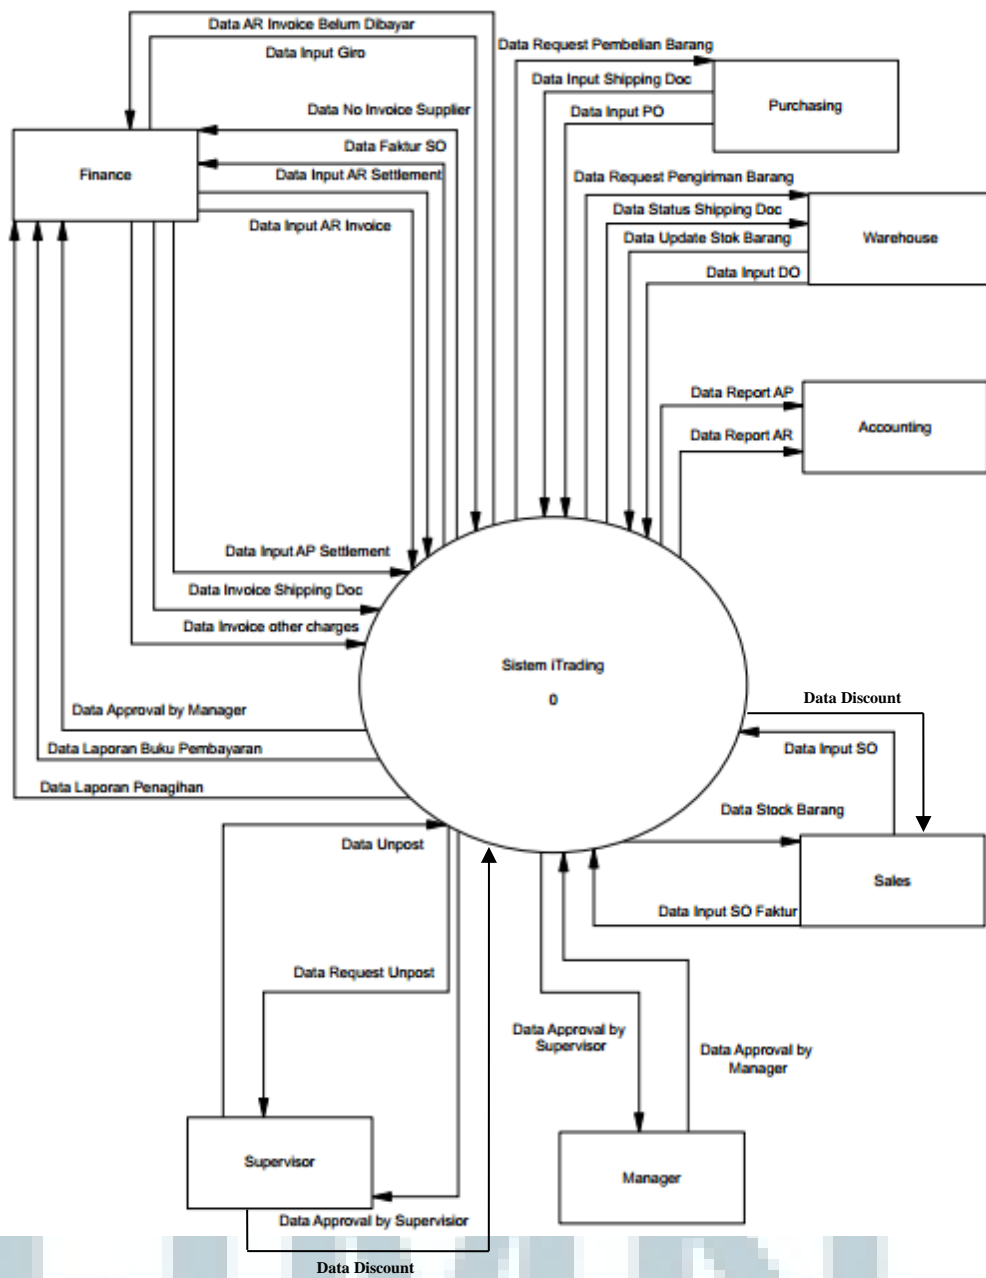 Data AR Invoice Belum Dibayar
Data Input Giro
Data Request Pembelian Barang
Data Input Shipping Doc
Data Input PO
Purchasing
Data No Invoice Supplier
Data Faktur SO
Data Input AR Settlement
Data Input AR Invoice
Finance
Data Request Pengiriman Barang
Data Status Shipping Doc
Data Update Stok Barang
Data Input DO
Warehouse
Data Report AP
Data Report AR
Accounting
Data Input AP Settlement
Data Invoice Shipping Doc
Data Invoice other charges
Sistem iTrading
0
Data Approval by Manager
Data Laporan Buku Pembayaran
Data Laporan Penagihan
Data Discount
Data Input SO
Data Stock Barang
Sales
Data Input SO Faktur
Data Unpost
Data Request Unpost
Data Approval by
Supervisor
Data Approval by
Manager
Supervisor
Manager
Data Approval by Supervisior
Data Discount